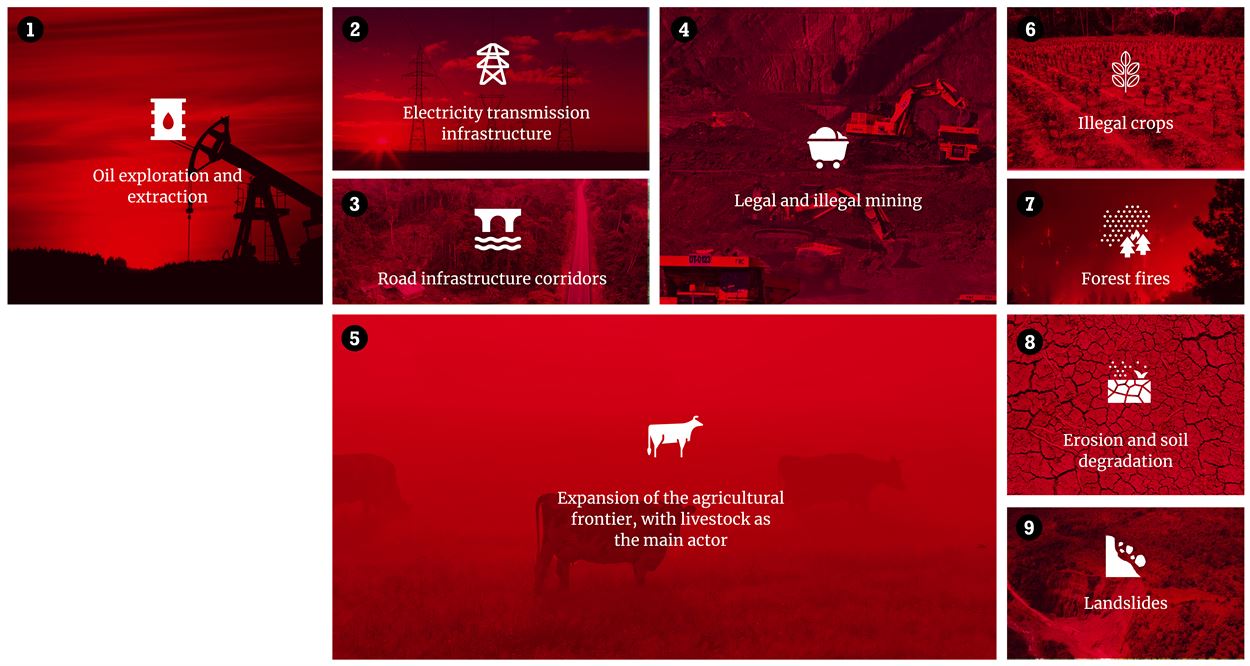 1
Oil exploration and
extraction
2
Electricity transmission
infrastructure
3
Road infrastructure corridors
4
Legal and illegal mining
OT-0123
5
Expansion of the agricultural
frontier, with livestock as
the main actor
6
Illegal crops
7
Forest fires
8
Erosion and soil
degradation
9
Landslides